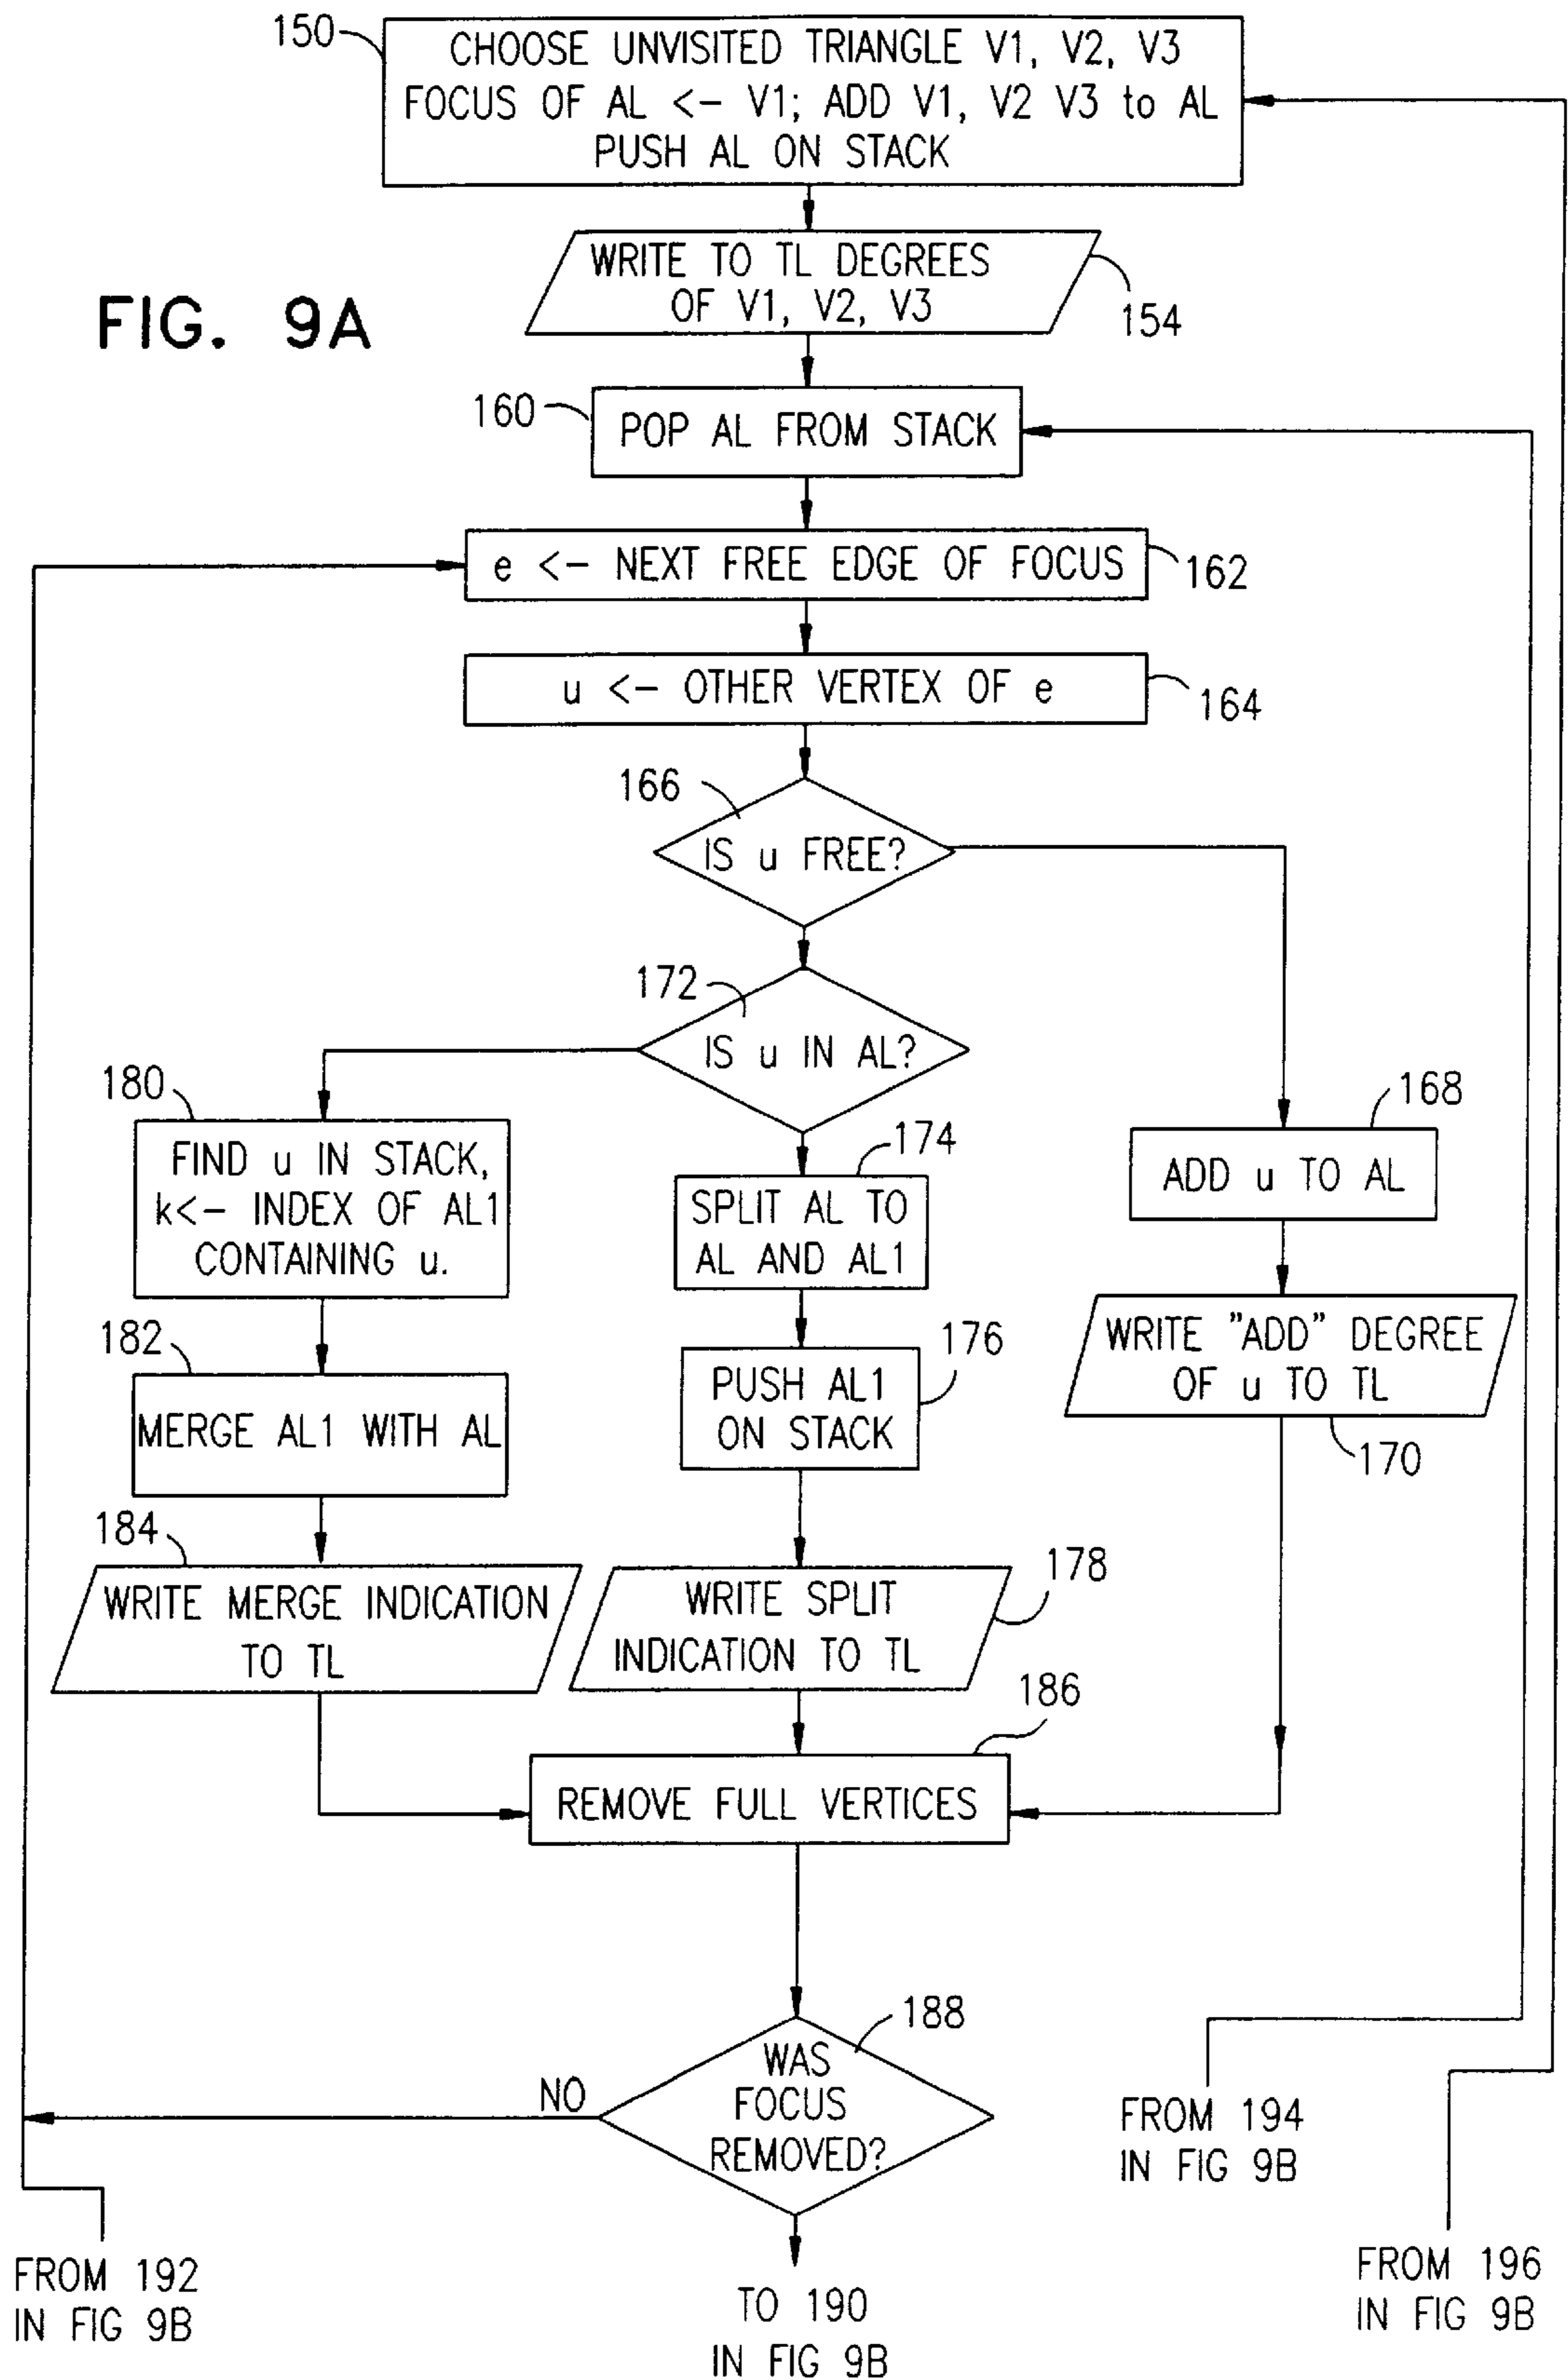 150
CHOOSE UNVISITED TRIANGLE V1, V2, V3
FOCUS OF AL <- V1; ADD V1, V2 V3 to AL
PUSH AL ON STACK
WRITE TO TL DEGREES
OF V1, V2, V3
154
FIG. 9A
160
POP AL FROM STACK
e <- NEXT FREE EDGE OF FOCUS
162
u <- OTHER VERTEX OF e
164
166
IS u FREE?
172
IS u IN AL?
180
FIND u IN STACK,
k<- INDEX OF AL1
CONTAINING u.
174
SPLIT AL TO
AL AND AL1
168
ADD u TO AL
182
MERGE AL1 WITH AL
176
PUSH AL1
ON STACK
WRITE "ADD" DEGREE
OF u TO TL
170
184
WRITE MERGE INDICATION
TO TL
178
WRITE SPLIT
INDICATION TO TL
186
REMOVE FULL VERTICES
188
WAS
FOCUS
REMOVED?
NO
FROM 194
IN FIG 9B
FROM 192
IN FIG 9B
TO 190
IN FIG 9B
FROM 196
IN FIG 9B